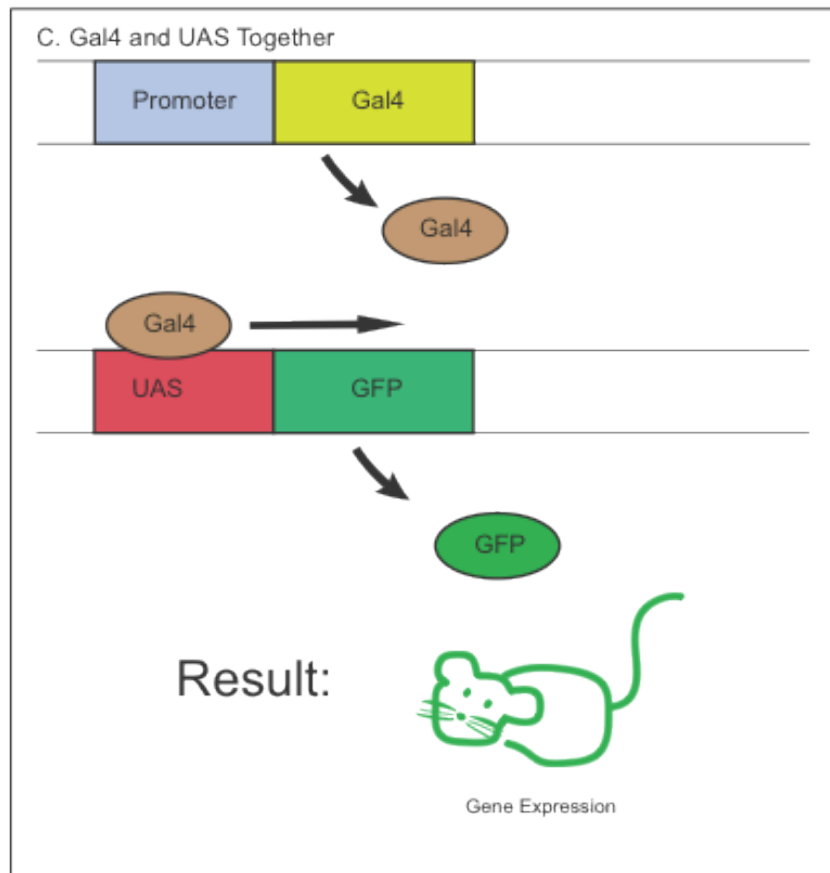 C. Gal4 and UAS Together
Promoter Gal4
Gal4
Gal4
UAS GFP
GFP
Result:
Gene Expression